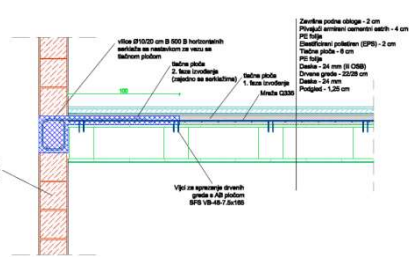 vilice Ø10/20 cm B 500 B horizontalnih
serklaža sa nastavkom za vezu sa
tlačnom pločom
tlačna ploča
2. faza izvođenja
(zajedno sa serklažima)
tlačna ploča
1. faza izvođenja
Mreža Q335
100
Vijci za sprezanje drvenih
greda s AB pločom
SFS VB-48-7.5x165
Završna podna obloga - 2 cm
Plivajući armirani cementni estrih - 4 cm
PE folija
Elastificirani polistiren (EPS) - 2 cm
Tlačna ploča - 6 cm
PE folija
Daske - 24 mm (ili OSB)
Drvene grede - 22/26 cm
Daske - 24 mm
Podgled - 1,25 cm